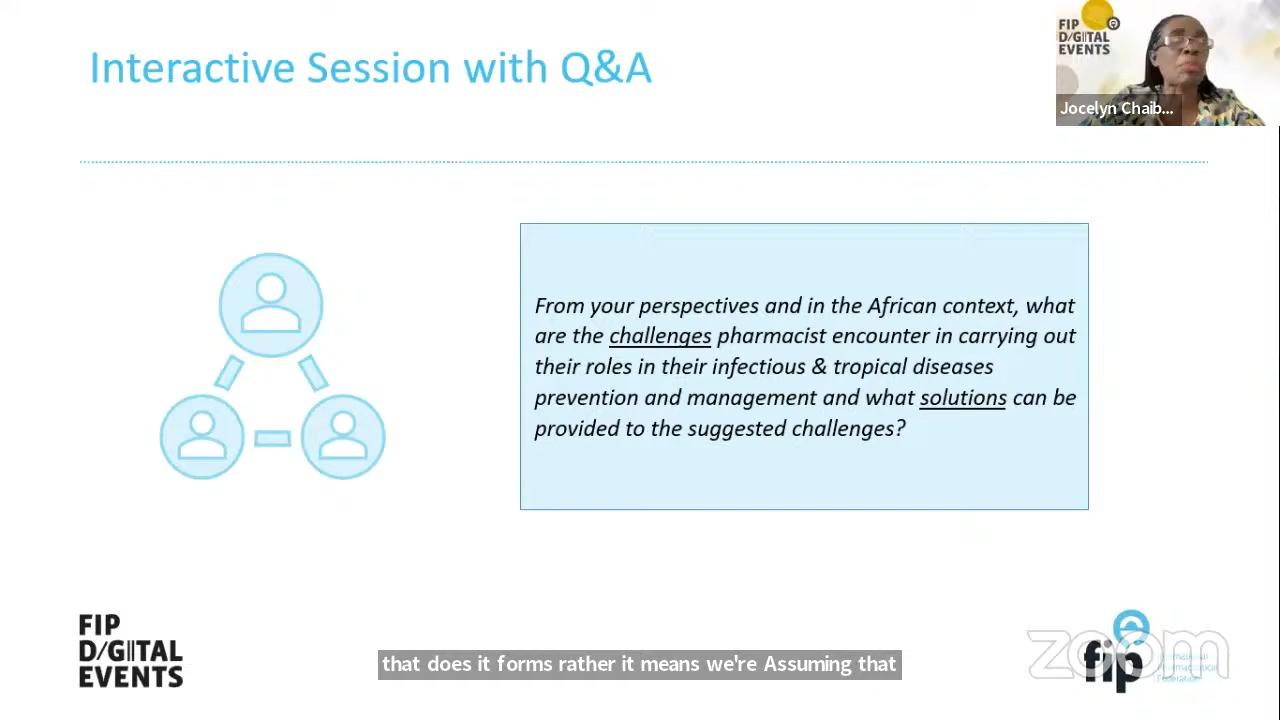 Interactive Session with Q&A
FIP
D/G|TAL
EVENTS
Jocelyn Chaib...
From your perspectives and in the African context, what
are the challenges pharmacist encounter in carrying out
their roles in their infectious & tropical diseases
prevention and management and what solutions can be
provided to the suggested challenges?
FIP
D/G|TAL
EVENTS
that does it forms rather it means we're Assuming that
zoom
fip
International
Pharmaceutical
Federation